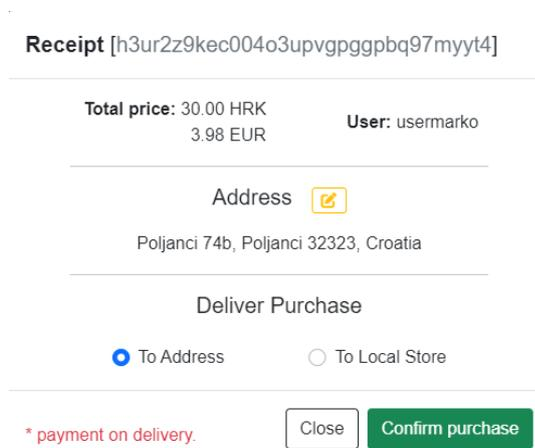 Receipt [h3ur2z9kec004o3upvgpggpbq97myyt4]
Total price: 30.00 HRK
3.98 EUR
User: usermarko
Address
Poljanci 74b, Poljanci 32323, Croatia
Deliver Purchase
To Address
To Local Store
* payment on delivery.
Close
Confirm purchase